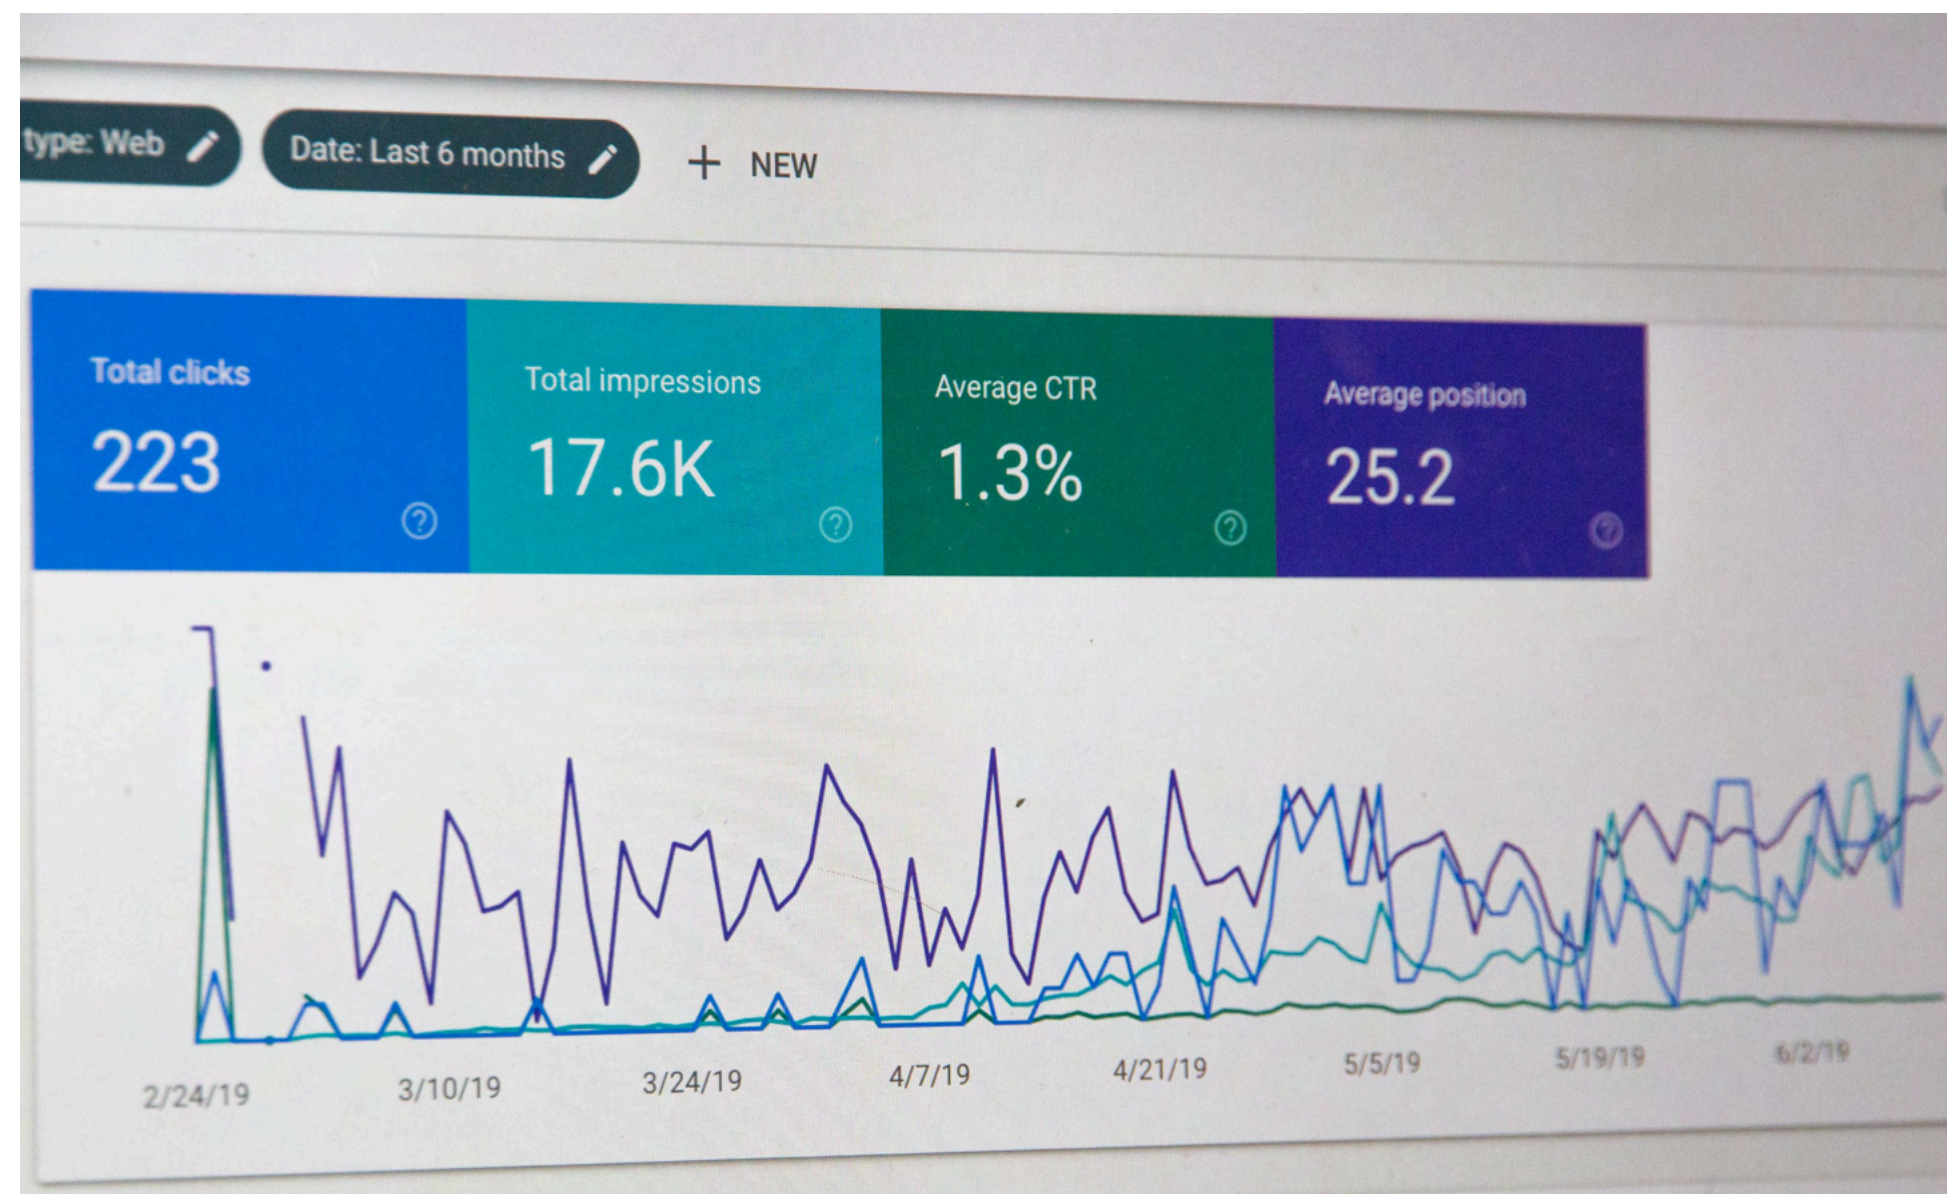 type: Web
Date: Last 6 months
+ NEW
Total clicks
223
?
Total impressions
17.6K
?
Average CTR
1.3%
?
Average position
25.2
?
2/24/19
3/10/19
3/24/19
4/7/19
4/21/19
5/5/19
5/19/19
6/2/19